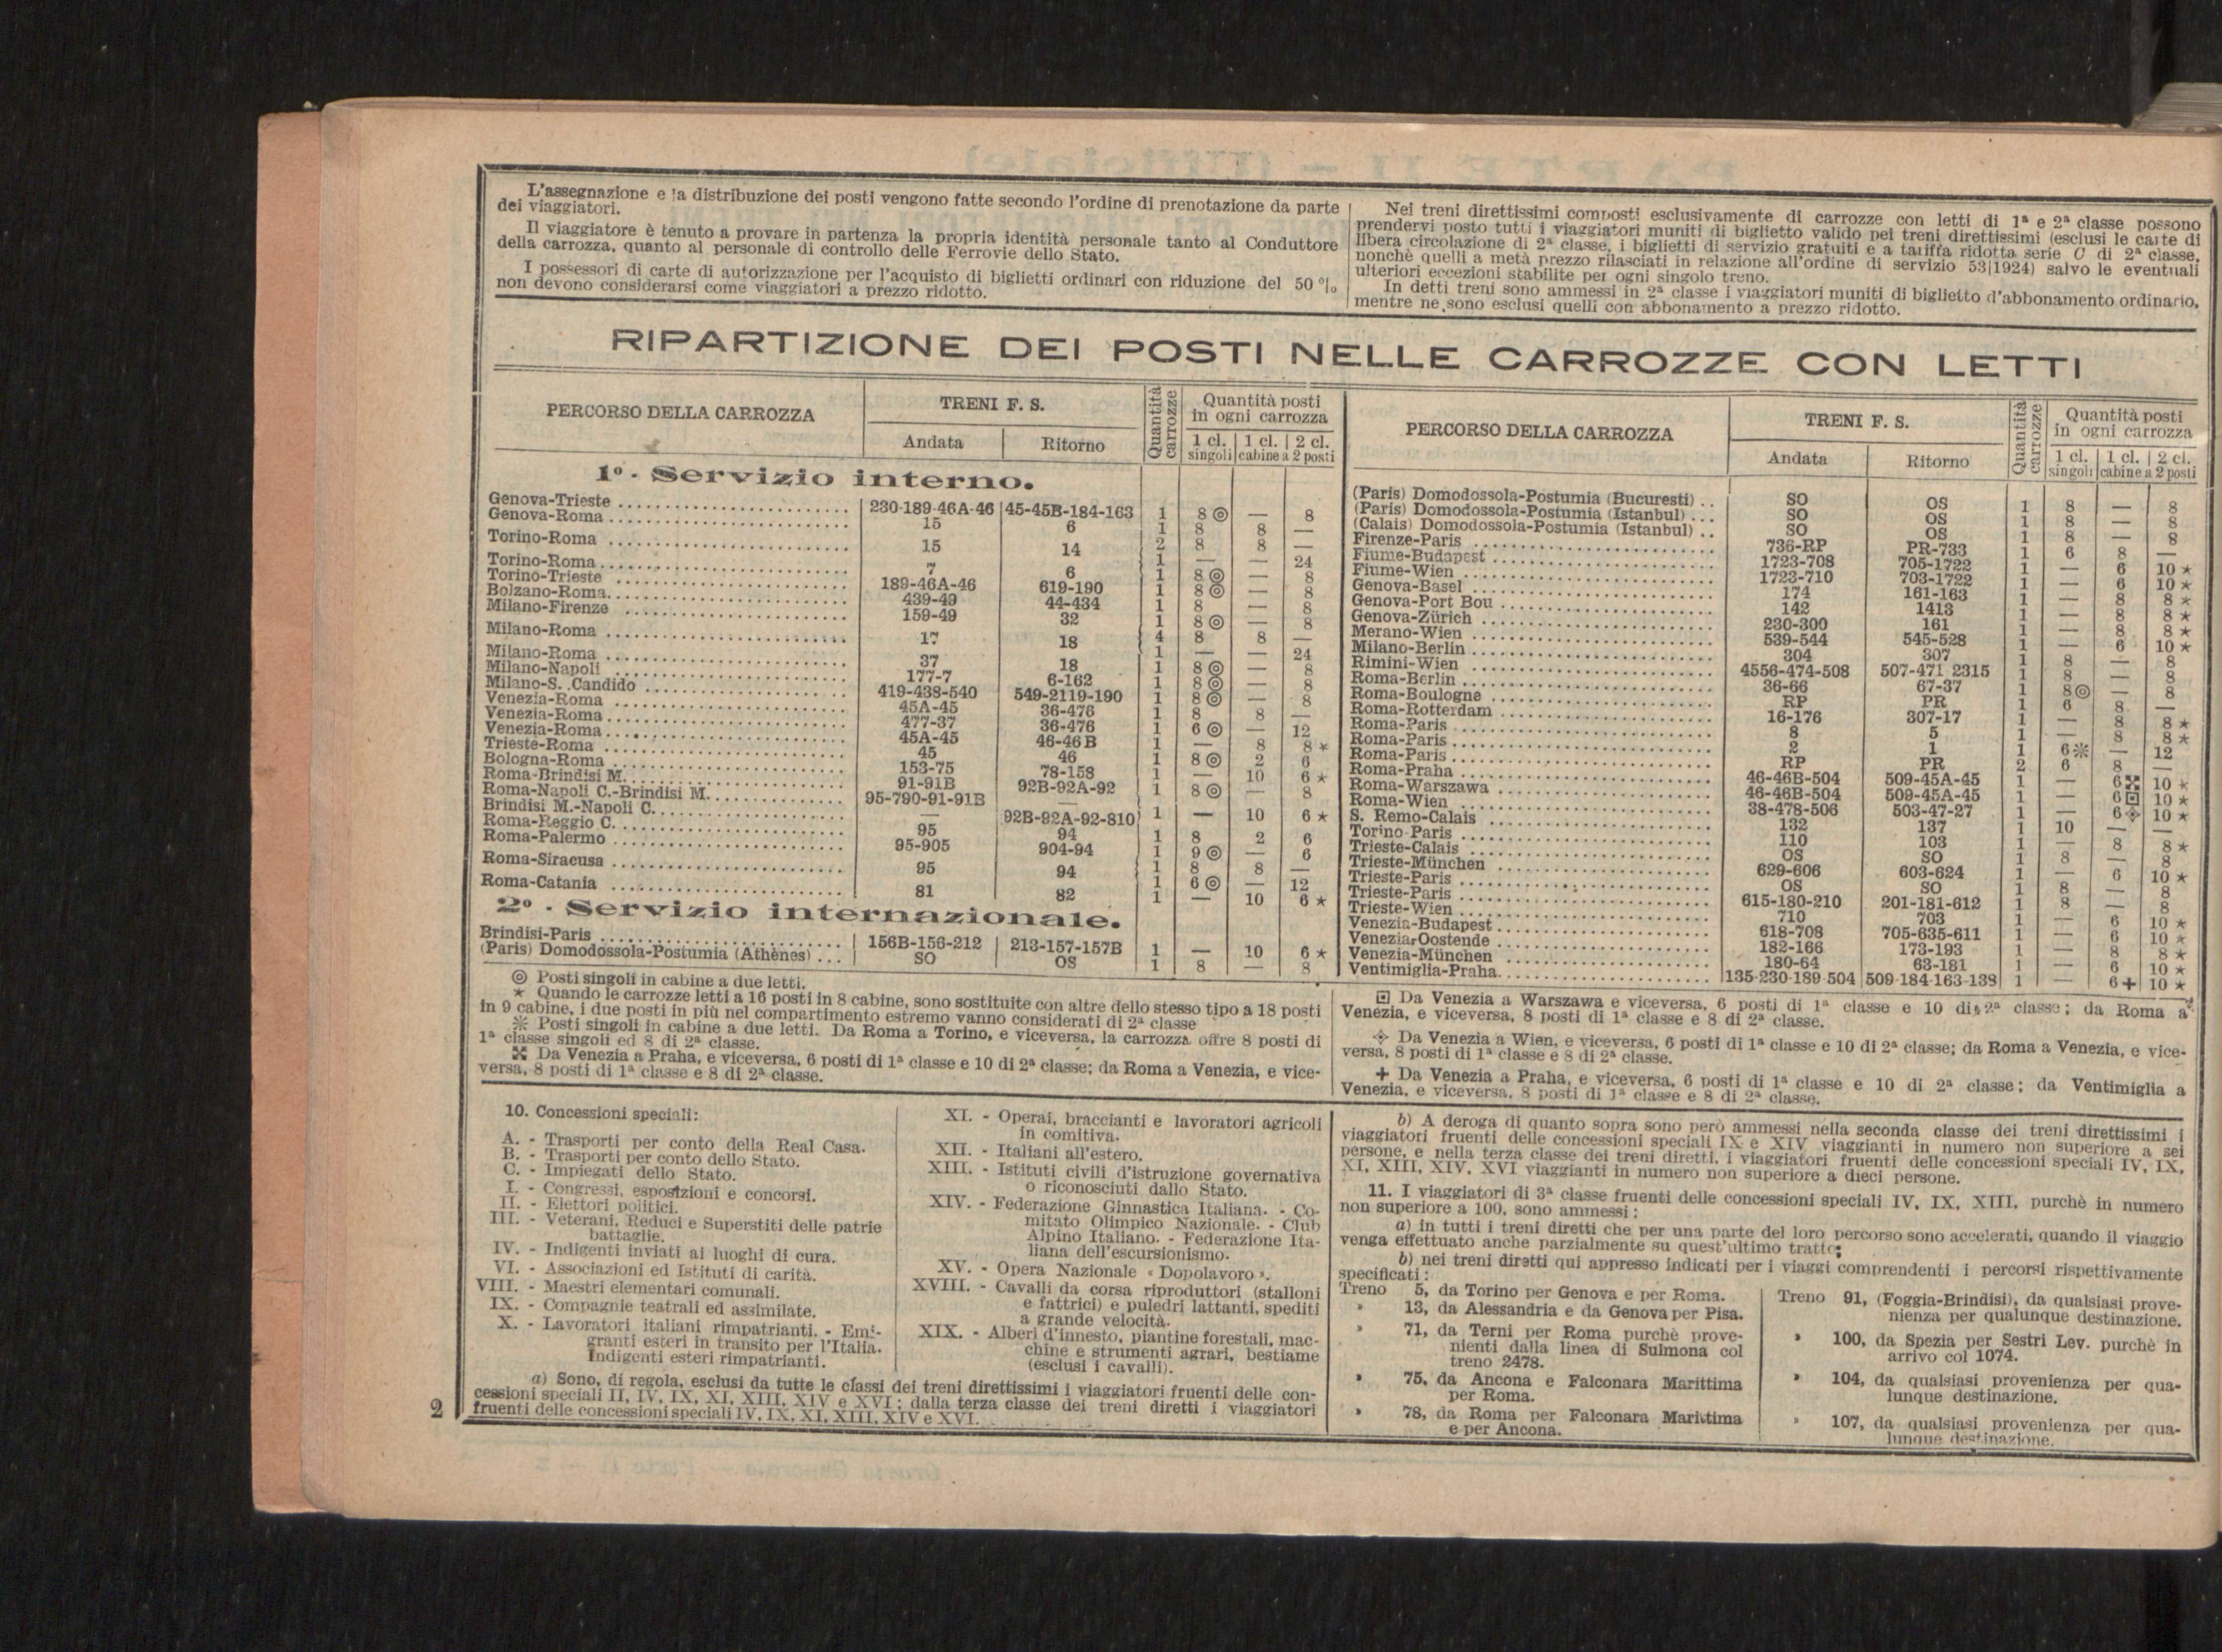 L'assegnazione e la distribuzione dei posti vengono fatte secondo l'ordine di prenotazione da parte
dei viaggiatori.
Il viaggiatore è tenuto a provare in partenza la propria identità personale tanto al Conduttore
della carrozza, quanto al personale di controllo delle Ferrovie dello Stato.
I possessori di carte di autorizzazione per l'acquisto di biglietti ordinari con riduzione del 50 %
non devono considerarsi come viaggiatori a prezzo ridotto.
Nei treni direttissimi composti esclusivamente di carrozze con letti di 1ª e 2ª classe possono
prendervi posto tutti i viaggiatori muniti di biglietto valido pei treni direttissimi (esclusi le carte di
libera circolazione di 2ª classe, i biglietti di servizio gratuiti e a tariffa ridotta serie C di 2ª classe,
nonchè quelli a metà prezzo rilasciati in relazione all'ordine di servizio 53|1924) salvo le eventuali
ulteriori eccezioni stabilite per ogni singolo treno.
In detti treni sono ammessi in 2ª classe i viaggiatori muniti di biglietto d'abbonamento ordinario,
mentre ne sono esclusi quelli con abbonamento a prezzo ridotto.
RIPARTIZIONE DEI POSTI NELLE CARROZZE CON LETTI
PERCORSO DELLA CARROZZA | TRENI F. S. | Quantità carrozze | Quantità posti in ogni carrozza
Andata | Ritorno | 1 cl. singoli | 1 cl. | 2 cl. cabine a 2 posti
1º - Servizio interno.
Genova-Trieste 230-189-46A-46 45-45B-184-163 1 8 ◎ — 8
Genova-Roma 15 6 1 8 8 —
Torino-Roma 15 14 { 2 8 8 —
1 — — 24
Torino-Roma 7 6 1 8 ◎ — 8
Torino-Trieste 189-46A-46 619-190 1 8 ◎ — 8
Bolzano-Roma 439-49 44-434 1 8 — 8
Milano-Firenze 159-49 32 1 8 ◎ — 8
Milano-Roma 17 18 { 4 8 8 —
1 — — 24
Milano-Roma 37 18 1 8 ◎ — 8
Milano-Napoli 177-7 6-162 1 8 ◎ — 8
Milano-S. Candido 419-438-540 549-2119-190 1 8 ◎ — 8
Venezia-Roma 45A-45 36-476 1 8 8 —
Venezia-Roma 477-37 36-476 1 6 ◎ — 12
Venezia-Roma 45A-45 46-46B 1 — 8 8 ★
Trieste-Roma 45 46 1 8 ◎ 2 6
Bologna-Roma 153-75 78-158 1 — 10 6 ★
Roma-Brindisi M. 91-91B 92B-92A-92 1 8 ◎ — 8
Roma-Napoli C.-Brindisi M. 95-790-91-91B —
Brindisi M.-Napoli C. — 92B-92A-92-810 } 1 — 10 6 ★
Roma-Reggio C. 95 94 1 8 2 6
Roma-Palermo 95-905 904-94 1 9 ◎ — 6
Roma-Siracusa 95 94 { 1 8 8 —
1 6 ◎ — 12
Roma-Catania 81 82 1 — 10 6 ★
2º - Servizio internazionale.
Brindisi-Paris 156B-156-212 213-157-157B 1 — 10 6 ★
(Paris) Domodossola-Postumia (Athènes) SO OS 1 8 — 8
PERCORSO DELLA CARROZZA | TRENI F. S. | Quantità carrozze | Quantità posti in ogni carrozza
Andata | Ritorno | 1 cl. singoli | 1 cl. | 2 cl. cabine a 2 posti
(Paris) Domodossola-Postumia (Bucuresti) SO OS 1 8 — 8
(Paris) Domodossola-Postumia (Istanbul) SO OS 1 8 — 8
(Calais) Domodossola-Postumia (Istanbul) SO OS 1 8 — 8
Firenze-Paris 736-RP PR-733 1 6 8 —
Fiume-Budapest 1723-708 705-1722 1 — 6 10 ★
Fiume-Wien 1723-710 703-1722 1 — 6 10 ★
Genova-Basel 174 161-163 1 — 8 8 ★
Genova-Port Bou 142 1413 1 — 8 8 ★
Genova-Zürich 230-300 161 1 — 8 8 ★
Merano-Wien 539-544 545-528 1 — 6 10 ★
Milano-Berlin 304 307 1 8 — 8
Rimini-Wien 4556-474-508 507-471 2315 1 8 — 8
Roma-Berlin 36-66 67-37 1 8 ◎ — 8
Roma-Boulogne RP PR 1 6 8 —
Roma-Rotterdam 16-176 307-17 1 — 8 8 ★
Roma-Paris 8 5 1 — 8 8 ★
Roma-Paris 2 1 1 6 ※ — 12
Roma-Paris RP PR 2 6 8 —
Roma-Praha 46-46B-504 509-45A-45 1 — 6 ✠ 10 ★
Roma-Warszawa 46-46B-504 509-45A-45 1 — 6 ⊡ 10 ★
Roma-Wien 38-478-506 503-47-27 1 — 6 ✧ 10 ★
S. Remo-Calais 132 137 1 10 — —
Torino-Paris 110 103 1 — 8 8 ★
Trieste-Calais OS SO 1 8 — 8
Trieste-München 629-606 603-624 1 — 6 10 ★
Trieste-Paris OS SO 1 8 — 8
Trieste-Paris 615-180-210 201-181-612 1 8 — 8
Trieste-Wien 710 703 1 — 6 10 ★
Venezia-Budapest 618-708 705-635-611 1 — 6 10 ★
Venezia-Oostende 182-166 173-193 1 — 8 8 ★
Venezia-München 180-64 63-181 1 — 6 10 ★
Ventimiglia-Praha 135-230-189-504 509-184-163-138 1 — 6 + 10 ★
◎ Posti singoli in cabine a due letti.
★ Quando le carrozze letti a 16 posti in 8 cabine, sono sostituite con altre dello stesso tipo a 18 posti
in 9 cabine, i due posti in più nel compartimento estremo vanno considerati di 2ª classe
※ Posti singoli in cabine a due letti. Da Roma a Torino, e viceversa, la carrozza offre 8 posti di
1ª classe singoli ed 8 di 2ª classe.
✠ Da Venezia a Praha, e viceversa, 6 posti di 1ª classe e 10 di 2ª classe; da Roma a Venezia, e vice-
versa, 8 posti di 1ª classe e 8 di 2ª classe.
⊡ Da Venezia a Warszawa e viceversa, 6 posti di 1ª classe e 10 di 2ª classe; da Roma a
Venezia, e viceversa, 8 posti di 1ª classe e 8 di 2ª classe.
✧ Da Venezia a Wien, e viceversa, 6 posti di 1ª classe e 10 di 2ª classe; da Roma a Venezia, e vice-
versa, 8 posti di 1ª classe e 8 di 2ª classe.
+ Da Venezia a Praha, e viceversa, 6 posti di 1ª classe e 10 di 2ª classe; da Ventimiglia a
Venezia, e viceversa, 8 posti di 1ª classe e 8 di 2ª classe.
10. Concessioni speciali:
A. - Trasporti per conto della Real Casa.
B. - Trasporti per conto dello Stato.
C. - Impiegati dello Stato.
I. - Congressi, esposizioni e concorsi.
II. - Elettori politici.
III. - Veterani, Reduci e Superstiti delle patrie
battaglie.
IV. - Indigenti inviati ai luoghi di cura.
VI. - Associazioni ed Istituti di carità.
VIII. - Maestri elementari comunali.
IX. - Compagnie teatrali ed assimilate.
X. - Lavoratori italiani rimpatrianti. - Emi-
granti esteri in transito per l'Italia.
Indigenti esteri rimpatrianti.
XI. - Operai, braccianti e lavoratori agricoli
in comitiva.
XII. - Italiani all'estero.
XIII. - Istituti civili d'istruzione governativa
o riconosciuti dallo Stato.
XIV. - Federazione Ginnastica Italiana. - Co-
mitato Olimpico Nazionale. - Club
Alpino Italiano. - Federazione Ita-
liana dell'escursionismo.
XV. - Opera Nazionale « Dopolavoro ».
XVIII. - Cavalli da corsa riproduttori (stalloni
e fattrici) e puledri lattanti, spediti
a grande velocità.
XIX. - Alberi d'innesto, piantine forestali, mac-
chine e strumenti agrari, bestiame
(esclusi i cavalli).
a) Sono, di regola, esclusi da tutte le classi dei treni direttissimi i viaggiatori fruenti delle con-
cessioni speciali II, IV, IX, XI, XIII, XIV e XVI; dalla terza classe dei treni diretti i viaggiatori
fruenti delle concessioni speciali IV, IX, XI, XIII, XIV e XVI.
b) A deroga di quanto sopra sono però ammessi nella seconda classe dei treni direttissimi i
viaggiatori fruenti delle concessioni speciali IX e XIV viaggianti in numero non superiore a sei
persone, e nella terza classe dei treni diretti, i viaggiatori fruenti delle concessioni speciali IV, IX,
XI, XIII, XIV, XVI viaggianti in numero non superiore a dieci persone.
11. I viaggiatori di 3ª classe fruenti delle concessioni speciali IV, IX, XIII, purchè in numero
non superiore a 100, sono ammessi:
a) in tutti i treni diretti che per una parte del loro percorso sono accelerati, quando il viaggio
venga effettuato anche parzialmente su quest'ultimo tratto;
b) nei treni diretti qui appresso indicati per i viaggi comprendenti i percorsi rispettivamente
specificati:
Treno 5, da Torino per Genova e per Roma.
» 13, da Alessandria e da Genova per Pisa.
» 71, da Terni per Roma purchè prove-
nienti dalla linea di Sulmona col
treno 2478.
» 75, da Ancona e Falconara Marittima
per Roma.
» 78, da Roma per Falconara Marittima
e per Ancona.
Treno 91, (Foggia-Brindisi), da qualsiasi prove-
nienza per qualunque destinazione.
» 100, da Spezia per Sestri Lev. purchè in
arrivo col 1074.
» 104, da qualsiasi provenienza per qua-
lunque destinazione.
» 107, da qualsiasi provenienza per qua-
lunque destinazione.
2